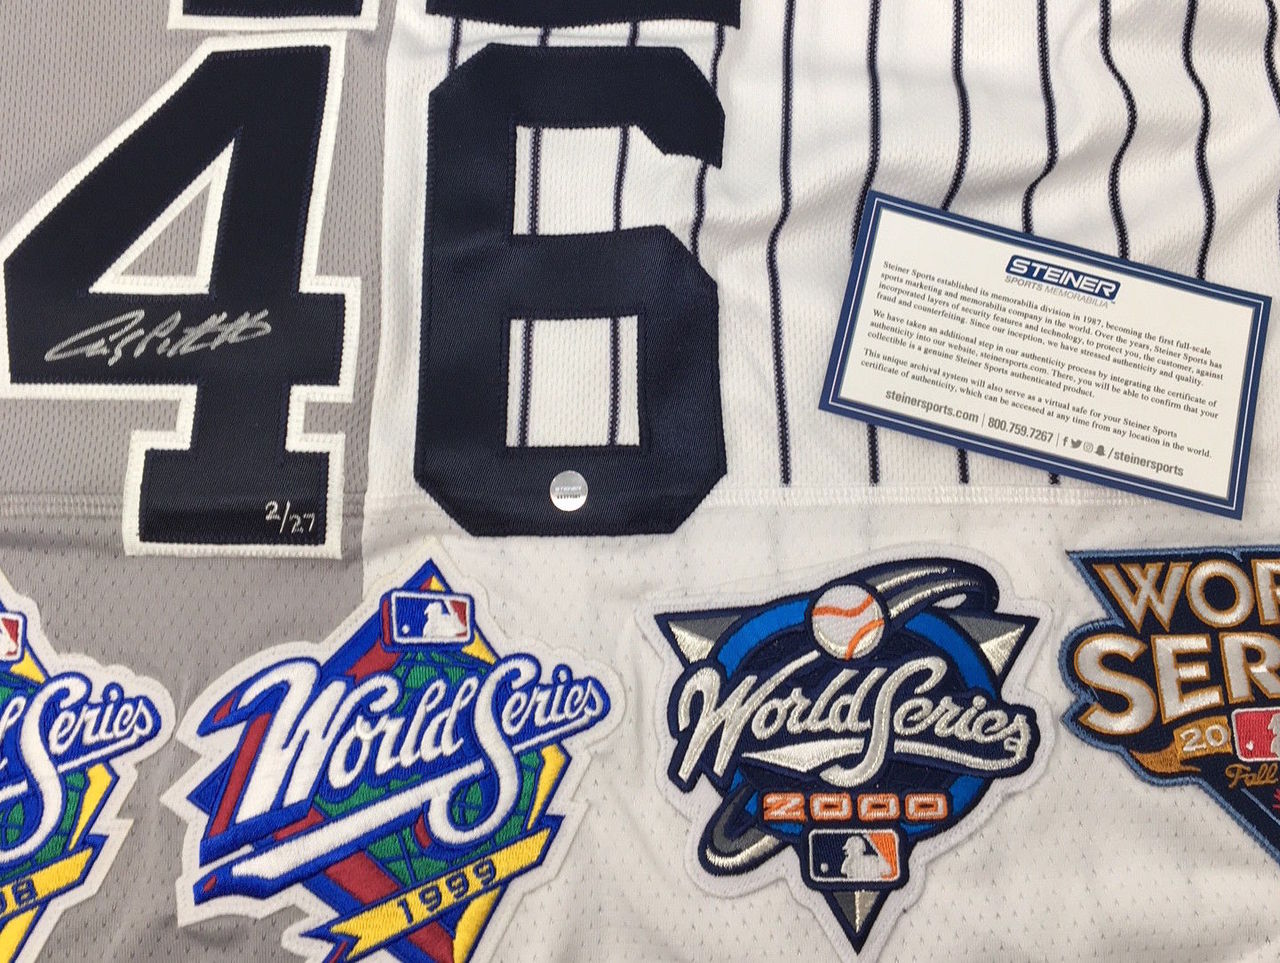 46
Andy Pettitte
2/27
STEINER
STEINER
SPORTS MEMORABILIA
Steiner Sports established its memorabilia division in 1987, becoming the first full-scale
sports marketing and memorabilia company in the world. Over the years, Steiner Sports has
incorporated layers of security features and technology, to protect you, the customer, against
fraud and counterfeiting. Since our inception, we have stressed authenticity and quality.
We have taken an additional step in our authenticity process by integrating the certificate of
authenticity into our website, steinersports.com. There, you will be able to confirm that your
collectible is a genuine Steiner Sports authenticated product.
This unique archival system will also serve as a virtual safe for your Steiner Sports
certificate of authenticity, which can be accessed at any time from any location in the world.
steinersports.com | 800.759.7267 | /steinersports
Series
98
World Series
1999
World Series
2000
WOR
SER
20
Fall